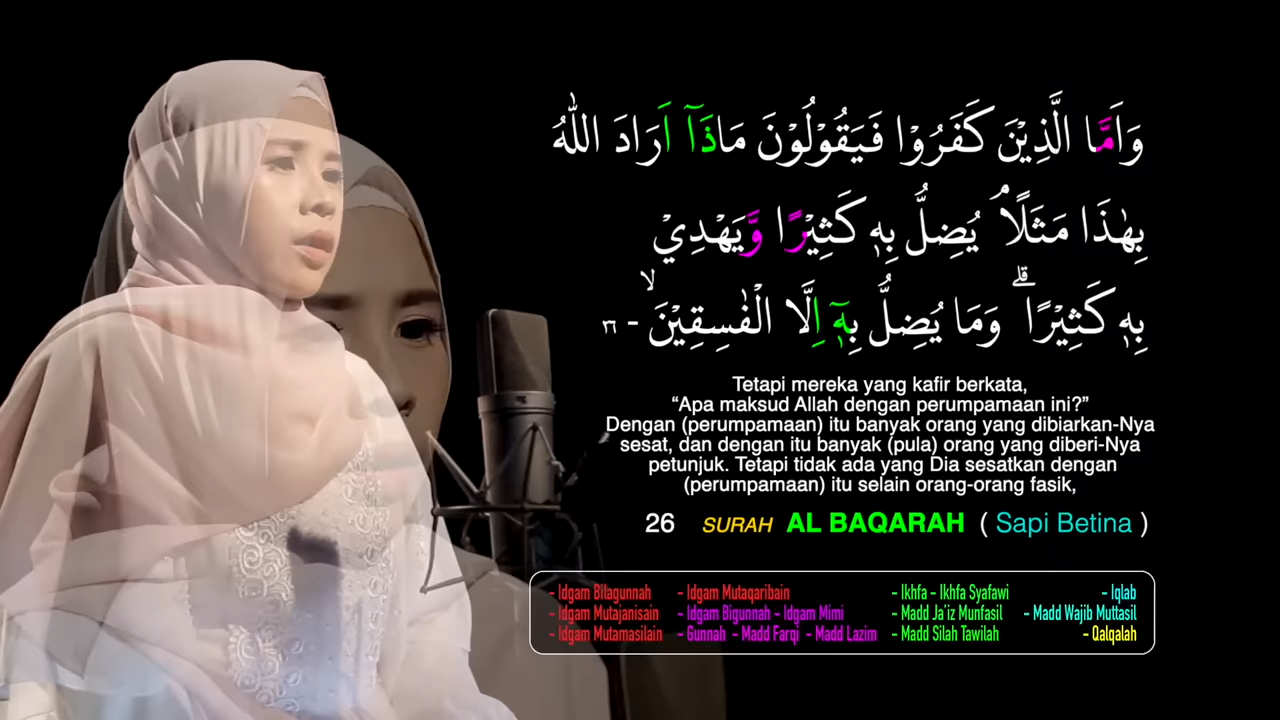 وَاَمَّا الَّذِيْنَ كَفَرُوْا فَيَقُوْلُوْنَ مَاذَآ اَرَادَ اللّٰهُ
بِهٰذَا مَثَلًاۘ يُضِلُّ بِهٖ كَثِيْرًا وَّيَهْدِيْ
بِهٖ كَثِيْرًاۗ وَمَا يُضِلُّ بِهٖٓ اِلَّا الْفٰسِقِيْنَۙ - ٢٦
Tetapi mereka yang kafir berkata,
“Apa maksud Allah dengan perumpamaan ini?”
Dengan (perumpamaan) itu banyak orang yang dibiarkan-Nya
sesat, dan dengan itu banyak (pula) orang yang diberi-Nya
petunjuk. Tetapi tidak ada yang Dia sesatkan dengan
(perumpamaan) itu selain orang-orang fasik,
26 SURAH AL BAQARAH ( Sapi Betina )
- Idgam Bilagunnah - Idgam Mutaqaribain - Ikhfa - Ikhfa Syafawi - Iqlab
- Idgam Mutajanisain - Idgam Bigunnah - Idgam Mimi - Madd Ja'iz Munfasil - Madd Wajib Muttasil
- Idgam Mutamasilain - Gunnah - Madd Farqi - Madd Lazim - Madd Silah Tawilah - Qalqalah